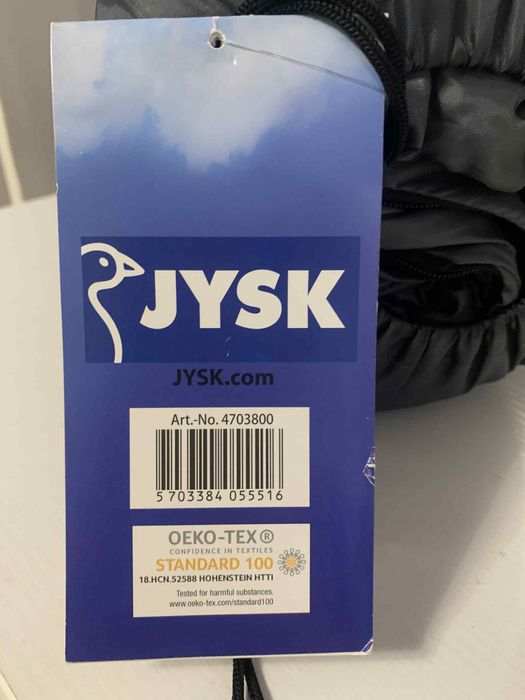 JYSK
JYSK.com
Art.-No. 4703800
5 703384 055516
OEKO-TEX®
CONFIDENCE IN TEXTILES
STANDARD 100
18.HCN.52588 HOHENSTEIN HTTI
Tested for harmful substances.
www.oeko-tex.com/standard100